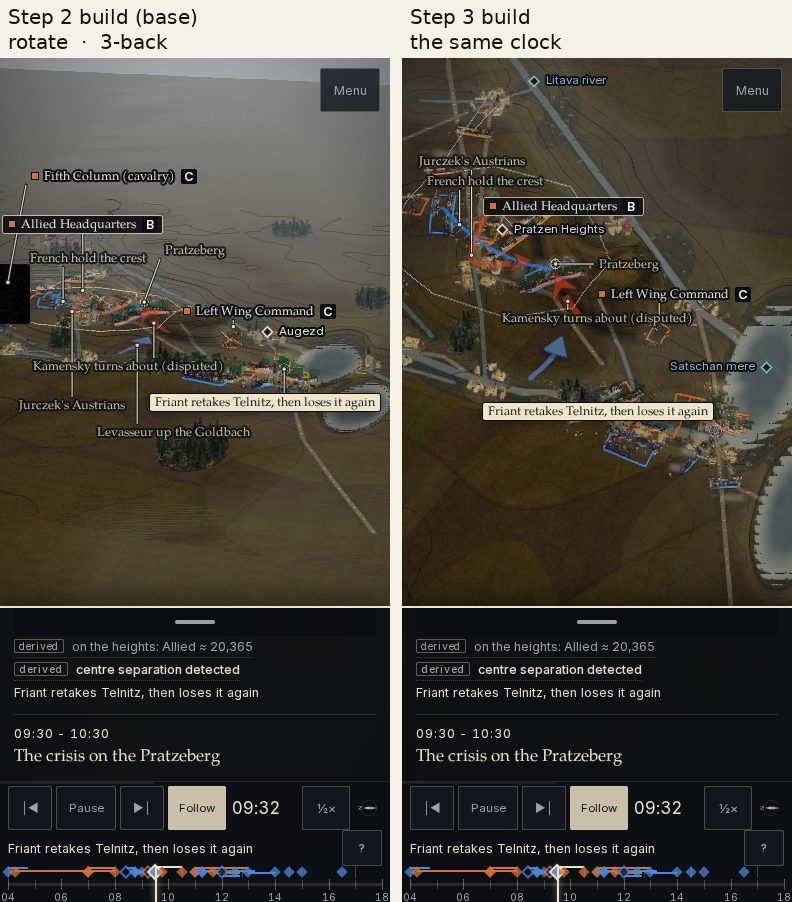 Step 2 build (base)
rotate · 3-back
Menu
Fifth Column (cavalry) C
Allied Headquarters B
French hold the crest
Pratzeberg
Left Wing Command C
Augezd
Kamensky turns about (disputed)
Jurczek's Austrians
Friant retakes Telnitz, then loses it again
Levasseur up the Goldbach
derived on the heights: Allied ≈ 20,365
derived centre separation detected
Friant retakes Telnitz, then loses it again
09:30 - 10:30
The crisis on the Pratzeberg
Pause
Follow
09:32
½×
Friant retakes Telnitz, then loses it again
?
04 06 08 10 12 14 16 18
Step 3 build
the same clock
Litava river
Menu
Jurczek's Austrians
French hold the crest
Allied Headquarters B
Pratzen Heights
Pratzeberg
Left Wing Command C
Kamensky turns about (disputed)
Satschan mere
Friant retakes Telnitz, then loses it again
derived on the heights: Allied ≈ 20,365
derived centre separation detected
Friant retakes Telnitz, then loses it again
09:30 - 10:30
The crisis on the Pratzeberg
Pause
Follow
09:32
½×
Friant retakes Telnitz, then loses it again
?
04 06 08 10 12 14 16 18